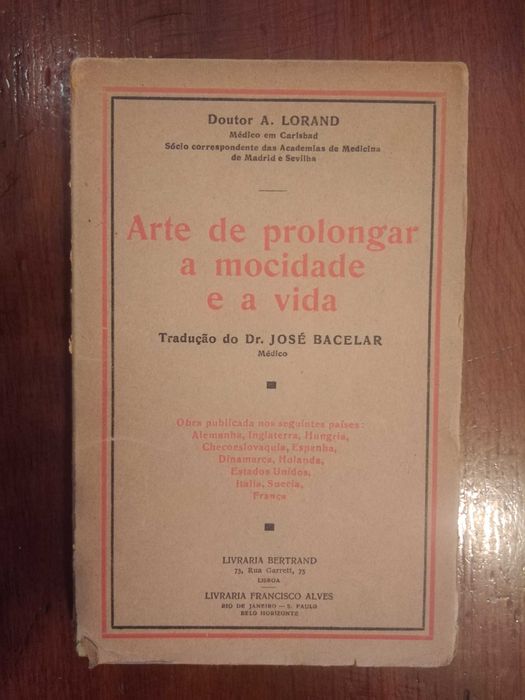 Doutor A. LORAND
Médico em Carlsbad
Sócio correspondente das Academias de Medicina
de Madrid e Sevilha
Arte de prolongar
a mocidade
e a vida
Tradução do Dr. JOSÉ BACELAR
Médico
Obra publicada nos seguintes países:
Alemanha, Inglaterra, Hungria,
Checoeslovaquia, Espanha,
Dinamarca, Holanda,
Estados Unidos,
Itália, Suecia,
França
LIVRARIA BERTRAND
73, Rua Garrett, 75
LISBOA
LIVRARIA FRANCISCO ALVES
RIO DE JANEIRO — S. PAULO
BELO HORIZONTE